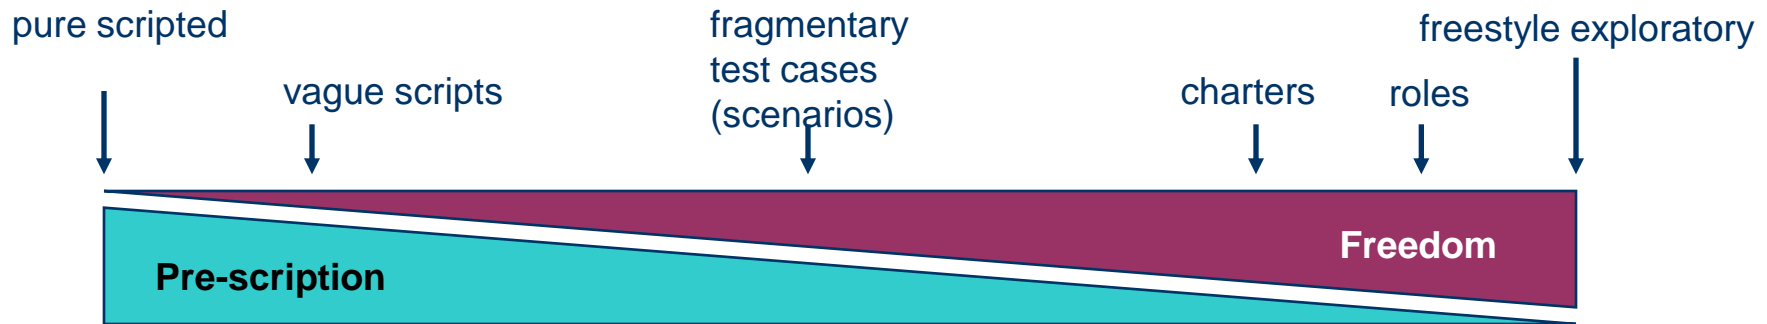 pure scripted
vague scripts
fragmentary
test cases
(scenarios)
charters
roles
freestyle exploratory
Freedom
Pre-scription